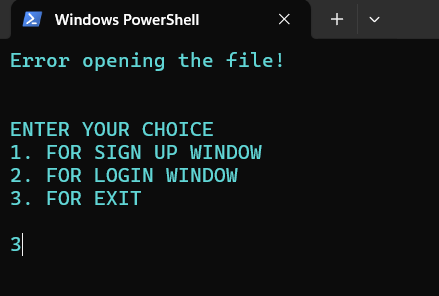 Windows PowerShell
Error opening the file!
ENTER YOUR CHOICE
1. FOR SIGN UP WINDOW
2. FOR LOGIN WINDOW
3. FOR EXIT
3